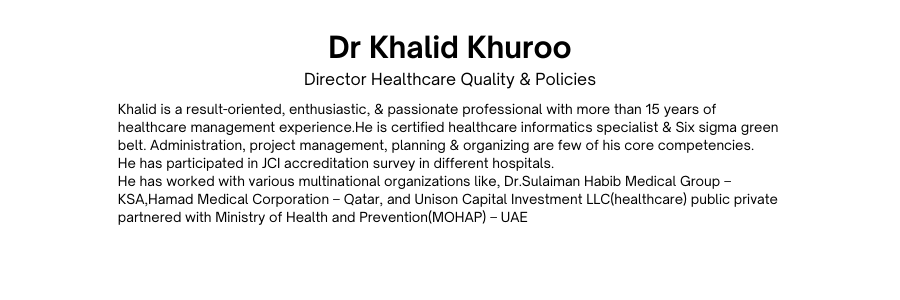 Dr Khalid Khuroo
Director Healthcare Quality & Policies
Khalid is a result-oriented, enthusiastic, & passionate professional with more than 15 years of
healthcare management experience.He is certified healthcare informatics specialist & Six sigma green
belt. Administration, project management, planning & organizing are few of his core competencies.
He has participated in JCI accreditation survey in different hospitals.
He has worked with various multinational organizations like, Dr.Sulaiman Habib Medical Group –
KSA,Hamad Medical Corporation – Qatar, and Unison Capital Investment LLC(healthcare) public private
partnered with Ministry of Health and Prevention(MOHAP) – UAE